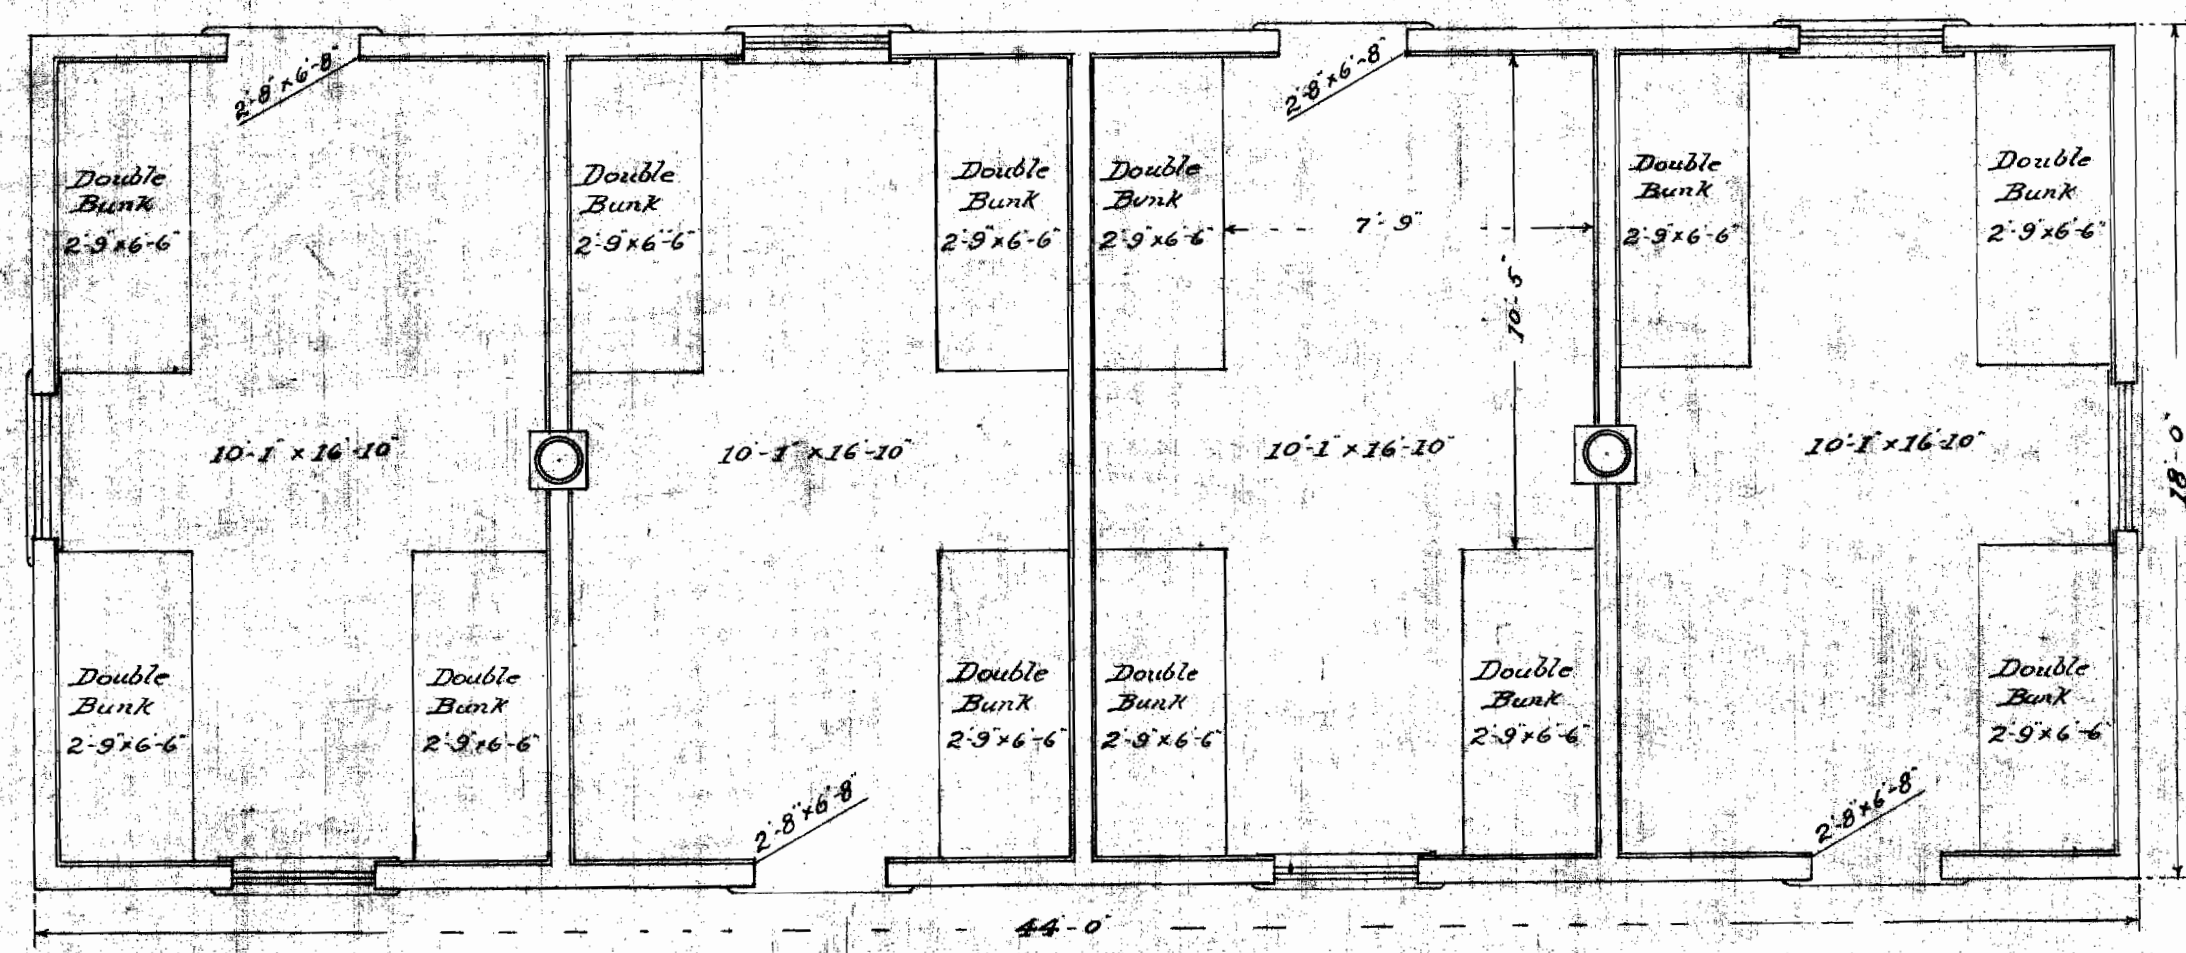 2'-8" x 6'-8"
2'-8" x 6'-8"
Double
Bunk
2'-9" x 6'-6"
Double
Bunk
2'-9" x 6'-6"
Double
Bunk
2'-9" x 6'-6"
Double
Bunk
2'-9" x 6'-6"
7'-9"
10'-5"
Double
Bunk
2'-9" x 6'-6"
Double
Bunk
2'-9" x 6'-6"
10'-1" x 16'-10"
10'-1" x 16'-10"
10'-1" x 16'-10"
10'-1" x 16'-10"
18'-0"
Double
Bunk
2'-9" x 6'-6"
Double
Bunk
2'-9" x 6'-6"
Double
Bunk
2'-9" x 6'-6"
Double
Bunk
2'-9" x 6'-6"
Double
Bunk
2'-9" x 6'-6"
Double
Bunk
2'-9" x 6'-6"
2'-8" x 6'-8"
2'-8" x 6'-8"
44'-0"